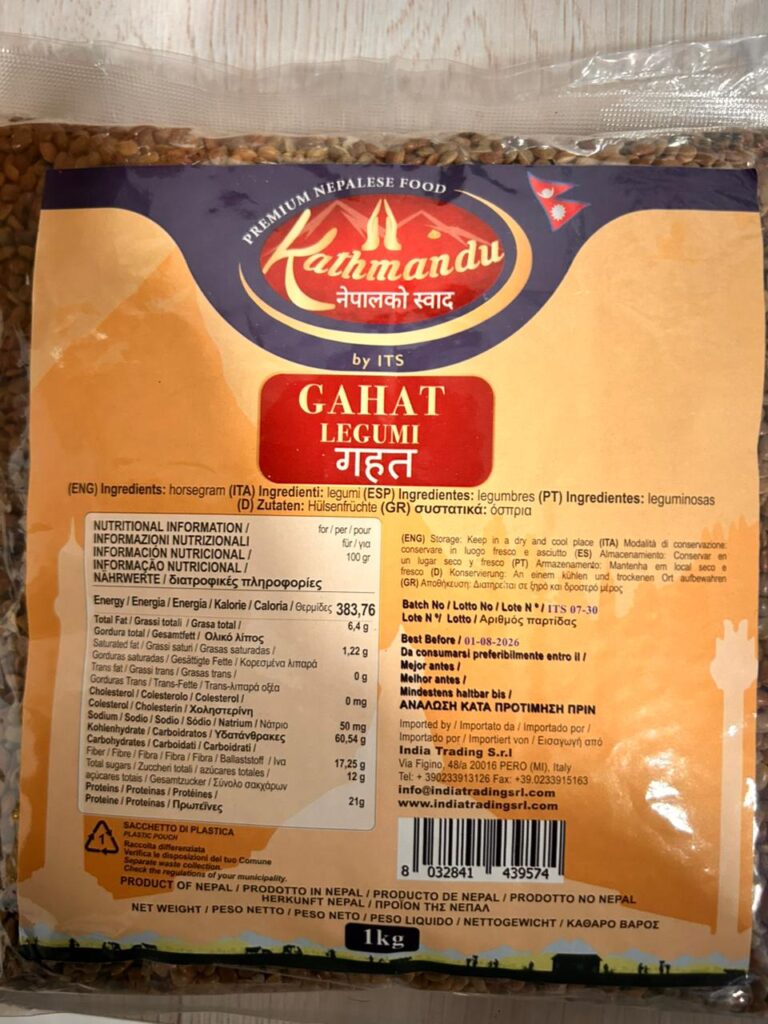 PREMIUM NEPALESE FOOD
Kathmandu
नेपालको स्वाद
by ITS
GAHAT
LEGUMI
गहत
(ENG) Ingredients: horsegram (ITA) Ingredienti: legumi (ESP) Ingredientes: legumbres (PT) Ingredientes: leguminosas
(D) Zutaten: Hülsenfrüchte (GR) συστατικά: όσπρια
NUTRITIONAL INFORMATION / for / per / pour
INFORMAZIONI NUTRIZIONALI für / για
INFORMACIÓN NUTRICIONAL / 100 gr
INFORMAÇÃO NUTRICIONAL /
NÄHRWERTE / διατροφικές πληροφορίες
Energy / Energia / Energía / Kalorie / Caloria / Θερμίδες 383,76
Total Fat / Grassi totali / Grasa total / 6,4 g
Gordura total / Gesamtfett / Ολικό λίπος
Saturated fat / Grassi saturi / Grasas saturadas / 1,22 g
Gorduras saturadas / Gesättigte Fette / Κορεσμένα λιπαρά
Trans fat / Grassi trans / Grasas trans / 0 g
Gorduras Trans / Trans-Fette / Trans-λιπαρά οξέα
Cholesterol / Colesterolo / Colesterol / 0 mg
Colesterol / Cholesterin / Χοληστερίνη
Sodium / Sodio / Sodio / Sódio / Natrium / Νάτριο 50 mg
Kohlenhydrate / Carboidratos / Υδατάνθρακες 60,54 g
Carbohydrates / Carboidati / Carboidrati /
Fiber / Fibre / Fibra / Fibra / Fibra / Ballaststoff / Ινα 17,25 g
Total sugars / Zuccheri totali / azúcares totales / 12 g
açúcares totais / Gesamtzucker / Σύνολο σακχάρων
Proteins / Proteinas / Protéines / 21g
Proteine / Proteinas / Πρωτεΐνες
(ENG) Storage: Keep in a dry and cool place (ITA) Modalità di conservazione:
conservare in luogo fresco e asciutto (ES) Almacenamiento: Conservar en
un lugar seco y fresco (PT) Armazenamento: Mantenha em local seco e
fresco (D) Konservierung: An einem kühlen und trockenen Ort aufbewahren
(GR) Αποθήκευση: Διατηρείται σε ξηρό και δροσερό μέρος
Batch No / Lotto No / Lote N° / ITS 07-30
Lote N°/ Lotto / Αριθμός παρτίδας
Best Before / 01-08-2026
Da consumarsi preferibilmente entro il /
Mejor antes /
Melhor antes /
Mindestens haltbar bis /
ΑΝΑΛΩΣΗ ΚΑΤΑ ΠΡΟΤΙΜΗΣΗ ΠΡΙΝ
Imported by / Importato da / Importado por /
Importado por / Importiert von / Εισαγωγή από
India Trading S.r.l
Via Figino, 48/a 20016 PERO (MI), Italy
Tel: + 390233913126 Fax: +39.0233915163
info@indiatradingsrl.com
www.indiatradingsrl.com
1
SACCHETTO DI PLASTICA
PLASTIC POUCH
Raccolta differenziata
Verifica le disposizioni del tuo Comune
Separate waste collection.
Check the regulations of your municipality.
8 032841 439574
PRODUCT OF NEPAL / PRODOTTO IN NEPAL / PRODUCTO DE NEPAL / PRODOTTO NO NEPAL
HERKUNFT NEPAL / ΠΡΟΪΟΝ ΤΗΣ ΝΕΠΑΛ
NET WEIGHT / PESO NETTO / PESO NETO / PESO LIQUIDO / NETTOGEWICHT / ΚΑΘΑΡΟ ΒΑΡΟΣ
1kg